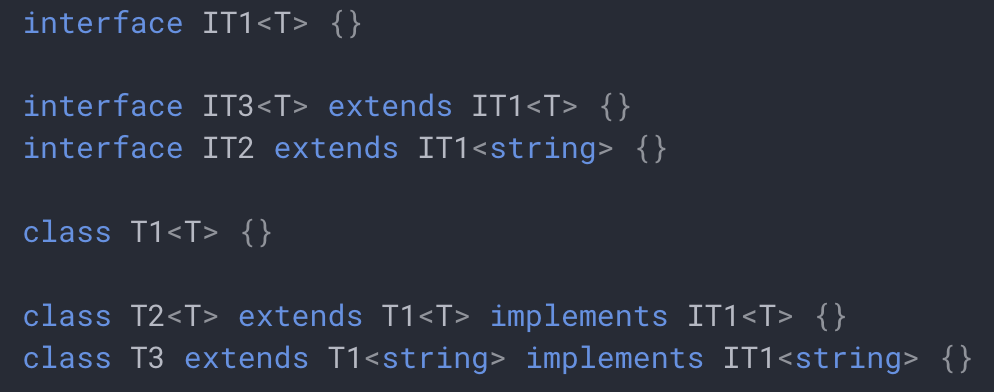 interface IT1<T> {}
interface IT3<T> extends IT1<T> {}
interface IT2 extends IT1<string> {}
class T1<T> {}
class T2<T> extends T1<T> implements IT1<T> {}
class T3 extends T1<string> implements IT1<string> {}